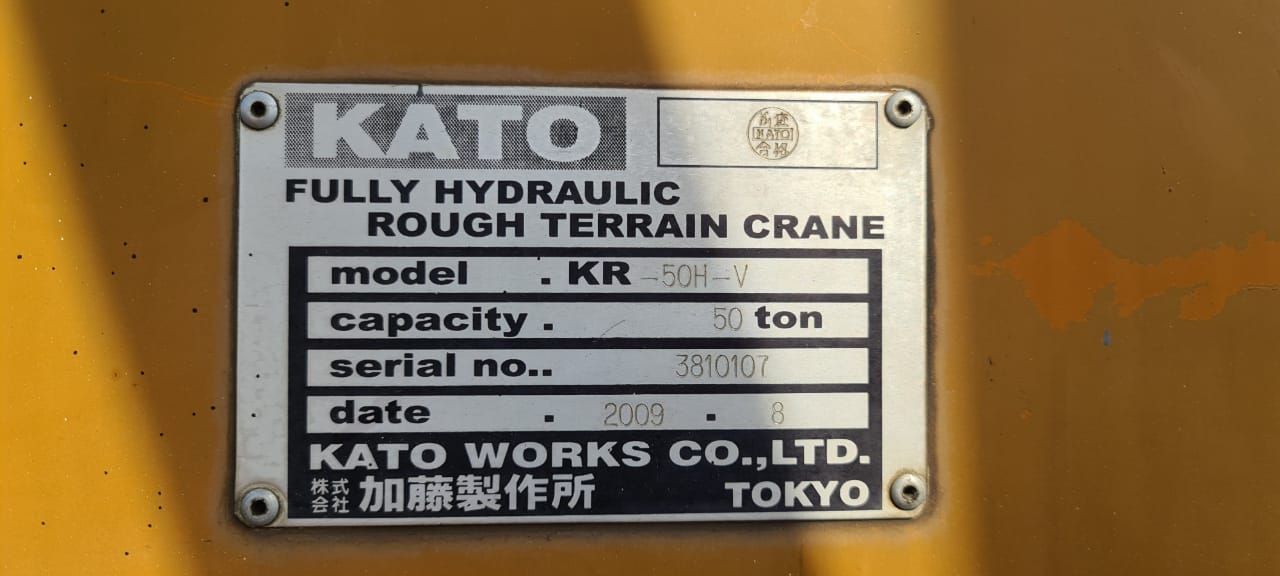 KATO
KATO
FULLY HYDRAULIC
ROUGH TERRAIN CRANE
model . KR -50H-V
capacity . 50 ton
serial no.. 3810107
date . 2009 . 8
KATO WORKS CO.,LTD.
株式会社 加藤製作所 TOKYO